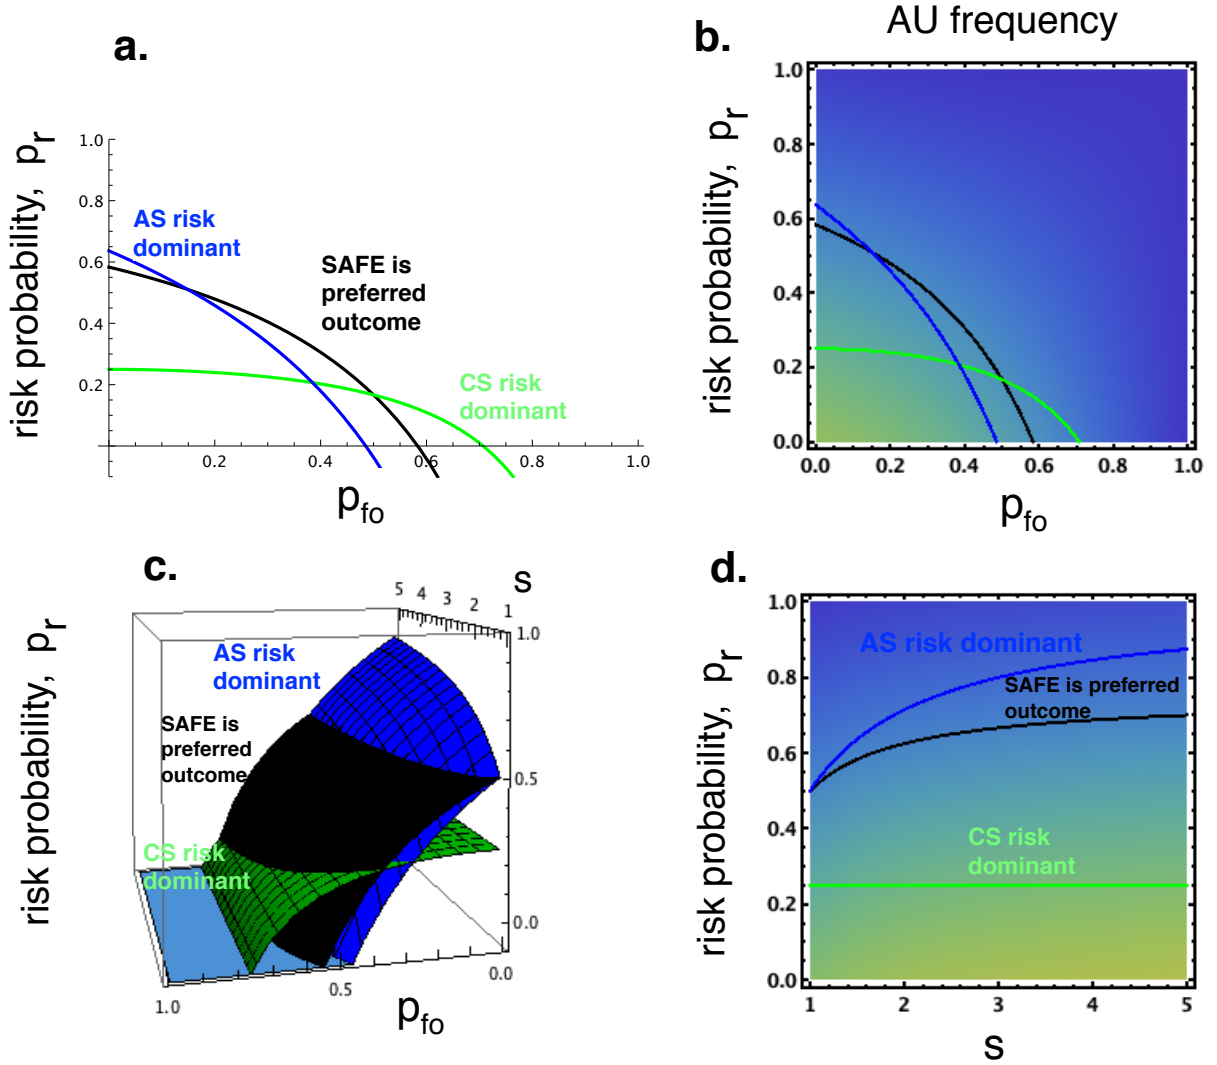 a.
risk probability, pr
1.0
0.8
0.6
0.4
0.2
AS risk
dominant
SAFE is
preferred
outcome
CS risk
dominant
0.2
0.4
0.6
0.8
1.0
pfo
b.
AU frequency
risk probability, pr
1.0
0.8
0.6
0.4
0.2
0.0
0.0
0.2
0.4
0.6
0.8
1.0
pfo
c.
s
5
4
3
2
1
risk probability, pr
AS risk
dominant
SAFE is
preferred
outcome
CS risk
dominant
1.0
0.5
0.0
1.0
0.5
0.0
pfo
d.
risk probability, pr
1.0
0.8
0.6
0.4
0.2
0.0
AS risk dominant
SAFE is preferred
outcome
CS risk
dominant
1
2
3
4
5
s